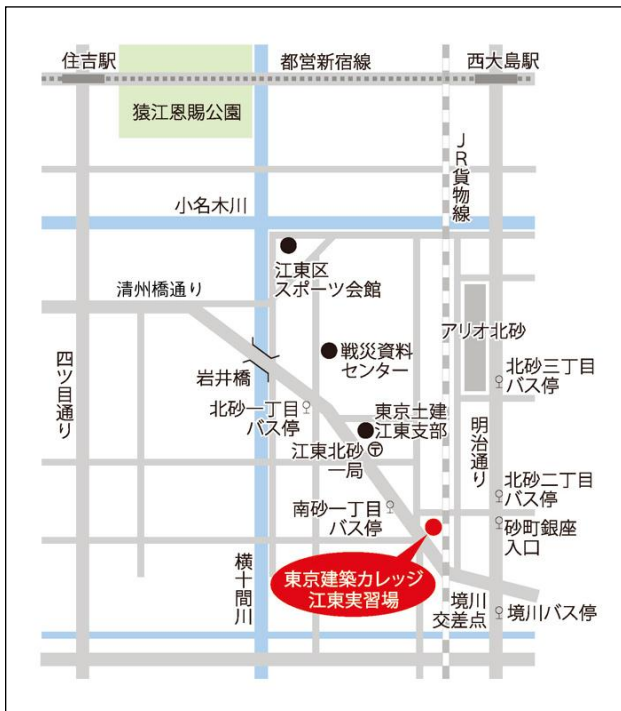 住吉駅
都営新宿線
西大島駅
猿江恩賜公園
JR貨物線
小名木川
江東区
スポーツ会館
清州橋通り
アリオ北砂
四ツ目通り
戦災資料
センター
岩井橋
北砂三丁目
バス停
北砂一丁目
バス停
東京土建
江東支部
明治通り
江東北砂
一局
〒
北砂二丁目
バス停
南砂一丁目
バス停
砂町銀座
入口
東京建築カレッジ
江東実習場
横十間川
境川
交差点
境川バス停